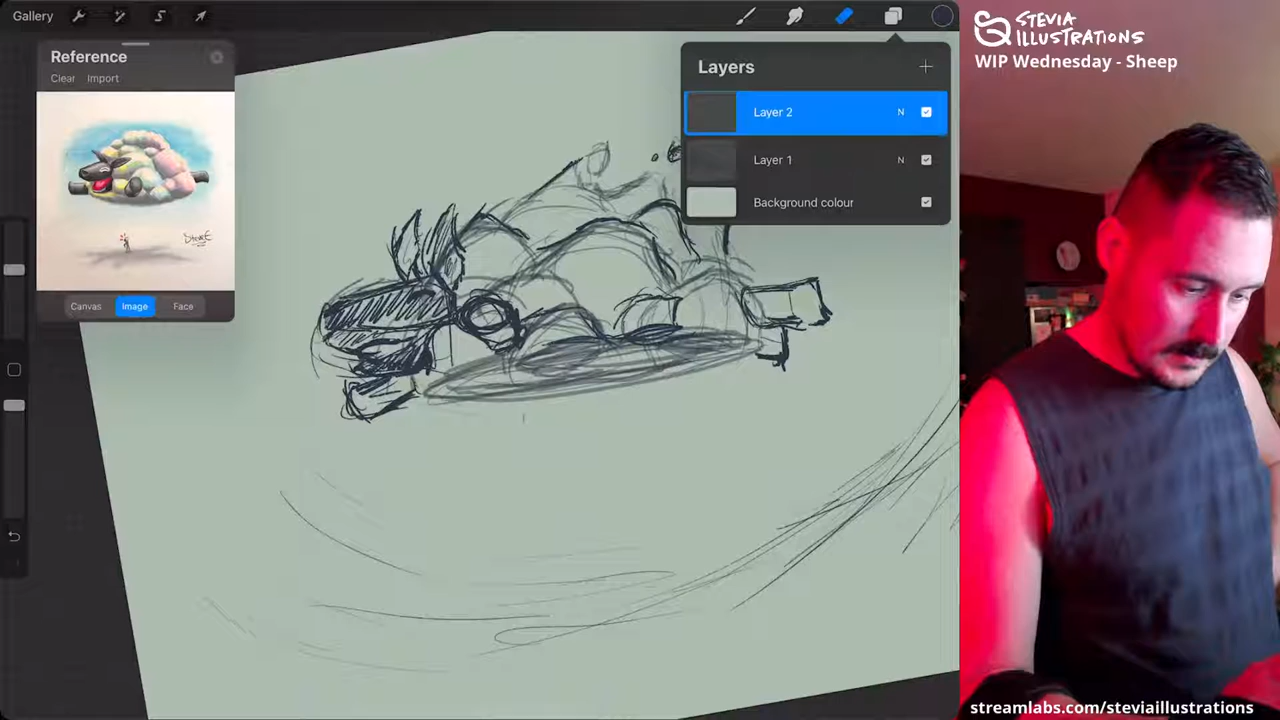 Gallery
Reference
Clear Import
Canvas Image Face
Layers
Layer 2 N
Layer 1 N
Background colour
STEVIA
ILLUSTRATIONS
WIP Wednesday - Sheep
streamlabs.com/steviaillustrations